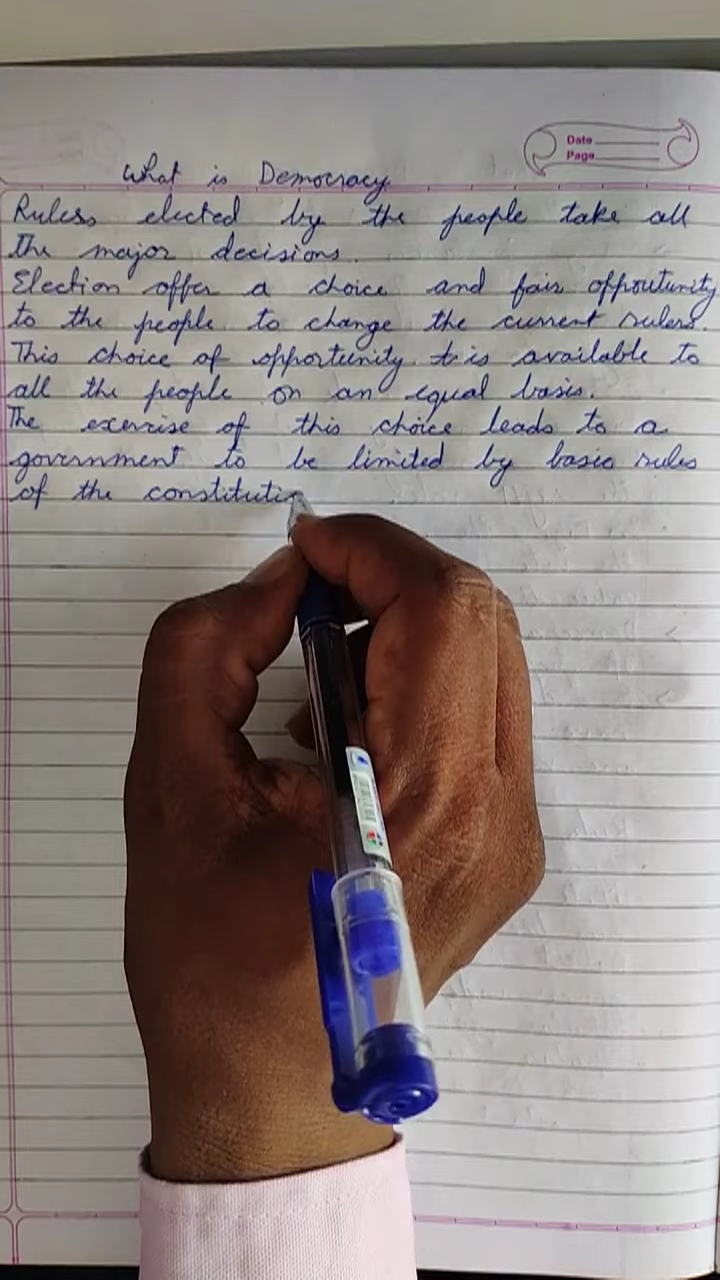 Date
Page
What is Democracy
Rulers elected by the people take all
the major decisions.
Election offer a choice and fair opportunity
to the people to change the current rulers.
This choice of opportunity is available to
all the people on an equal basis.
The exercise of this choice leads to a
government to be limited by basic rules
of the constitutio